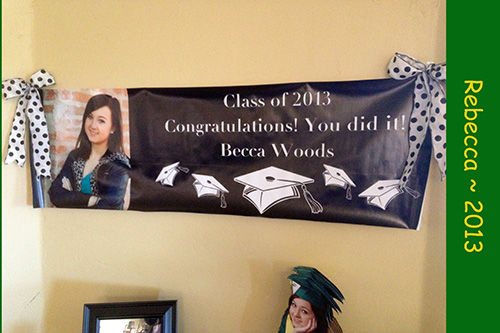 Class of 2013
Congratulations! You did it!
Becca Woods
Rebecca ~ 2013